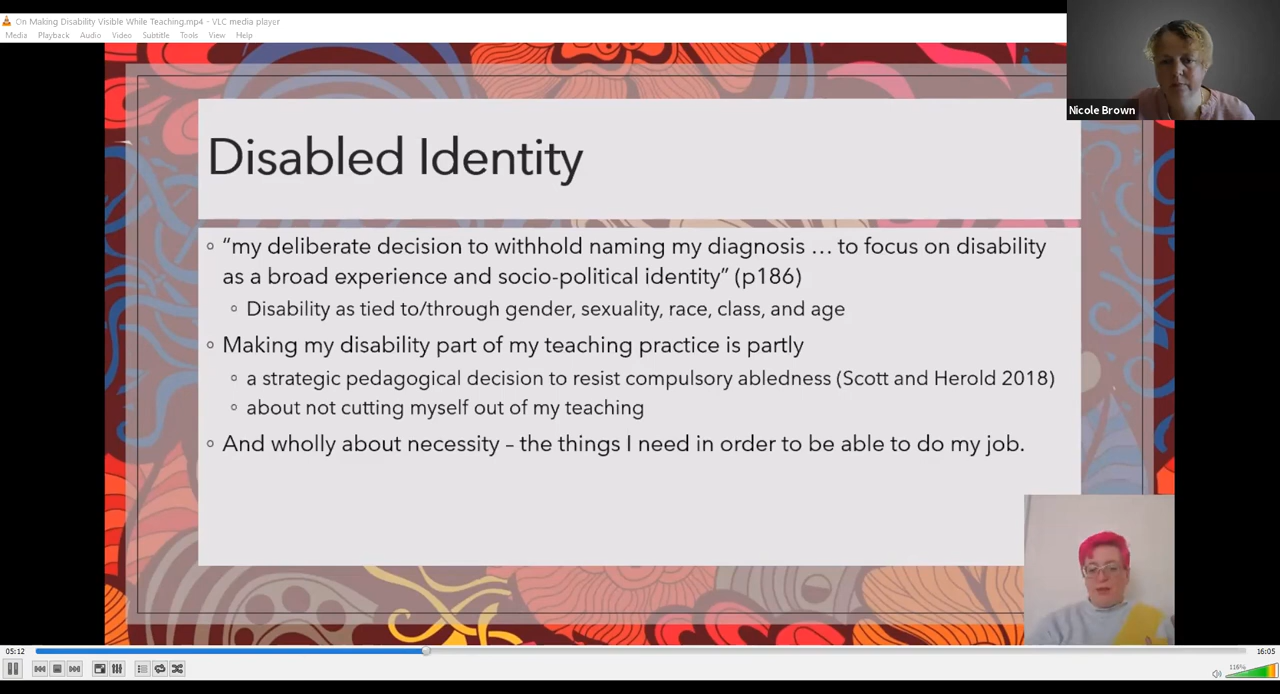 On Making Disability Visible While Teaching.mp4 - VLC media player
Media Playback Audio Video Subtitle Tools View Help
Nicole Brown
Disabled Identity
“my deliberate decision to withhold naming my diagnosis … to focus on disability
as a broad experience and socio-political identity” (p186)
Disability as tied to/through gender, sexuality, race, class, and age
Making my disability part of my teaching practice is partly
a strategic pedagogical decision to resist compulsory abledness (Scott and Herold 2018)
about not cutting myself out of my teaching
And wholly about necessity – the things I need in order to be able to do my job.
05:12
16:05
116%